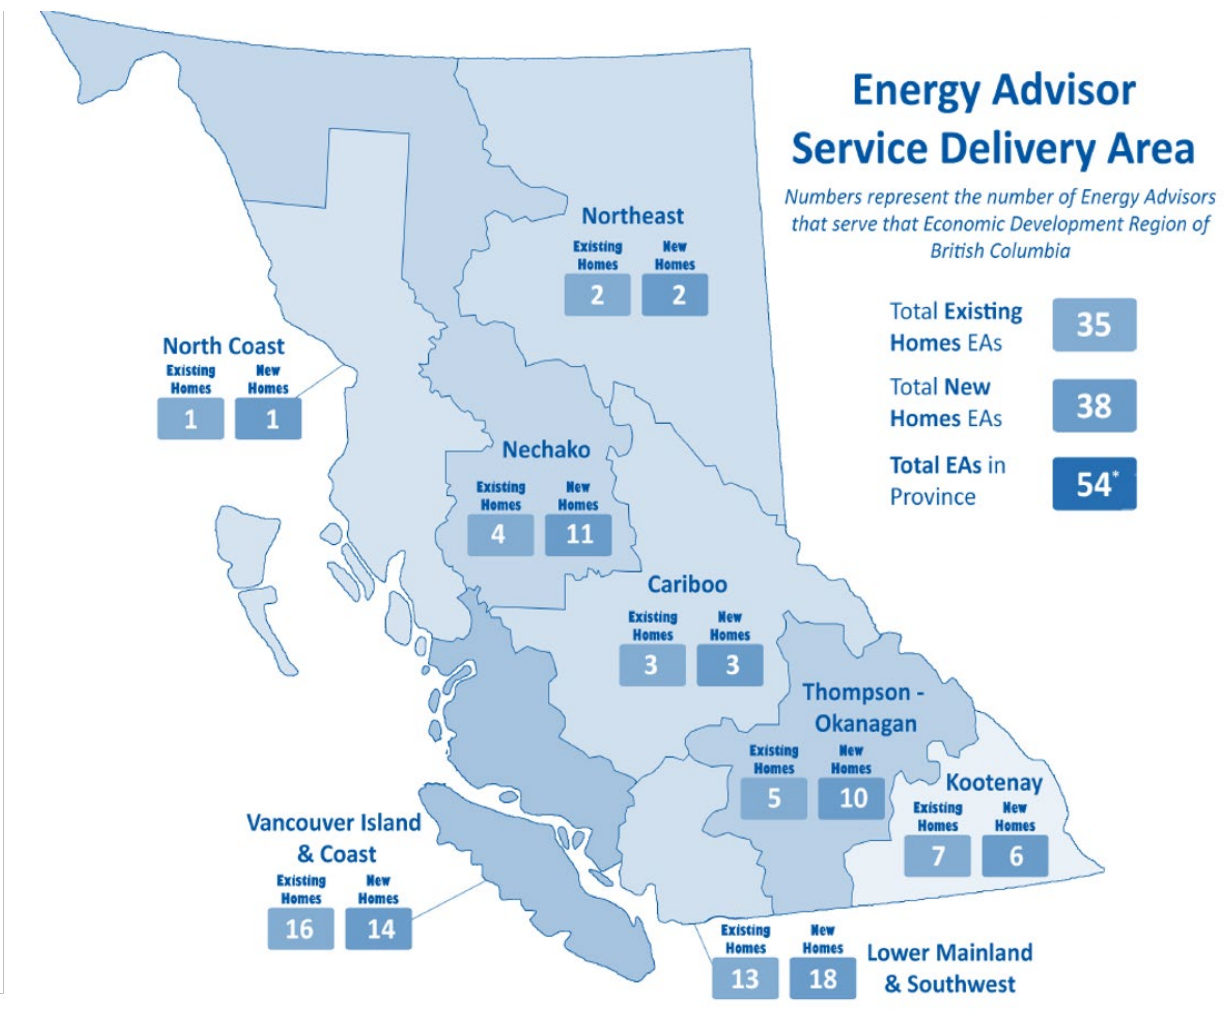 Energy Advisor
Service Delivery Area
Numbers represent the number of Energy Advisors
that serve that Economic Development Region of
British Columbia
Total Existing
Homes EAs
35
Total New
Homes EAs
38
Total EAs in
Province
54*
Northeast
Existing
Homes
New
Homes
2
2
North Coast
Existing
Homes
New
Homes
1
1
Nechako
Existing
Homes
New
Homes
4
11
Cariboo
Existing
Homes
New
Homes
3
3
Thompson -
Okanagan
Existing
Homes
New
Homes
5
10
Kootenay
Existing
Homes
New
Homes
7
6
Vancouver Island
& Coast
Existing
Homes
New
Homes
16
14
Existing
Homes
New
Homes
13
18
Lower Mainland
& Southwest